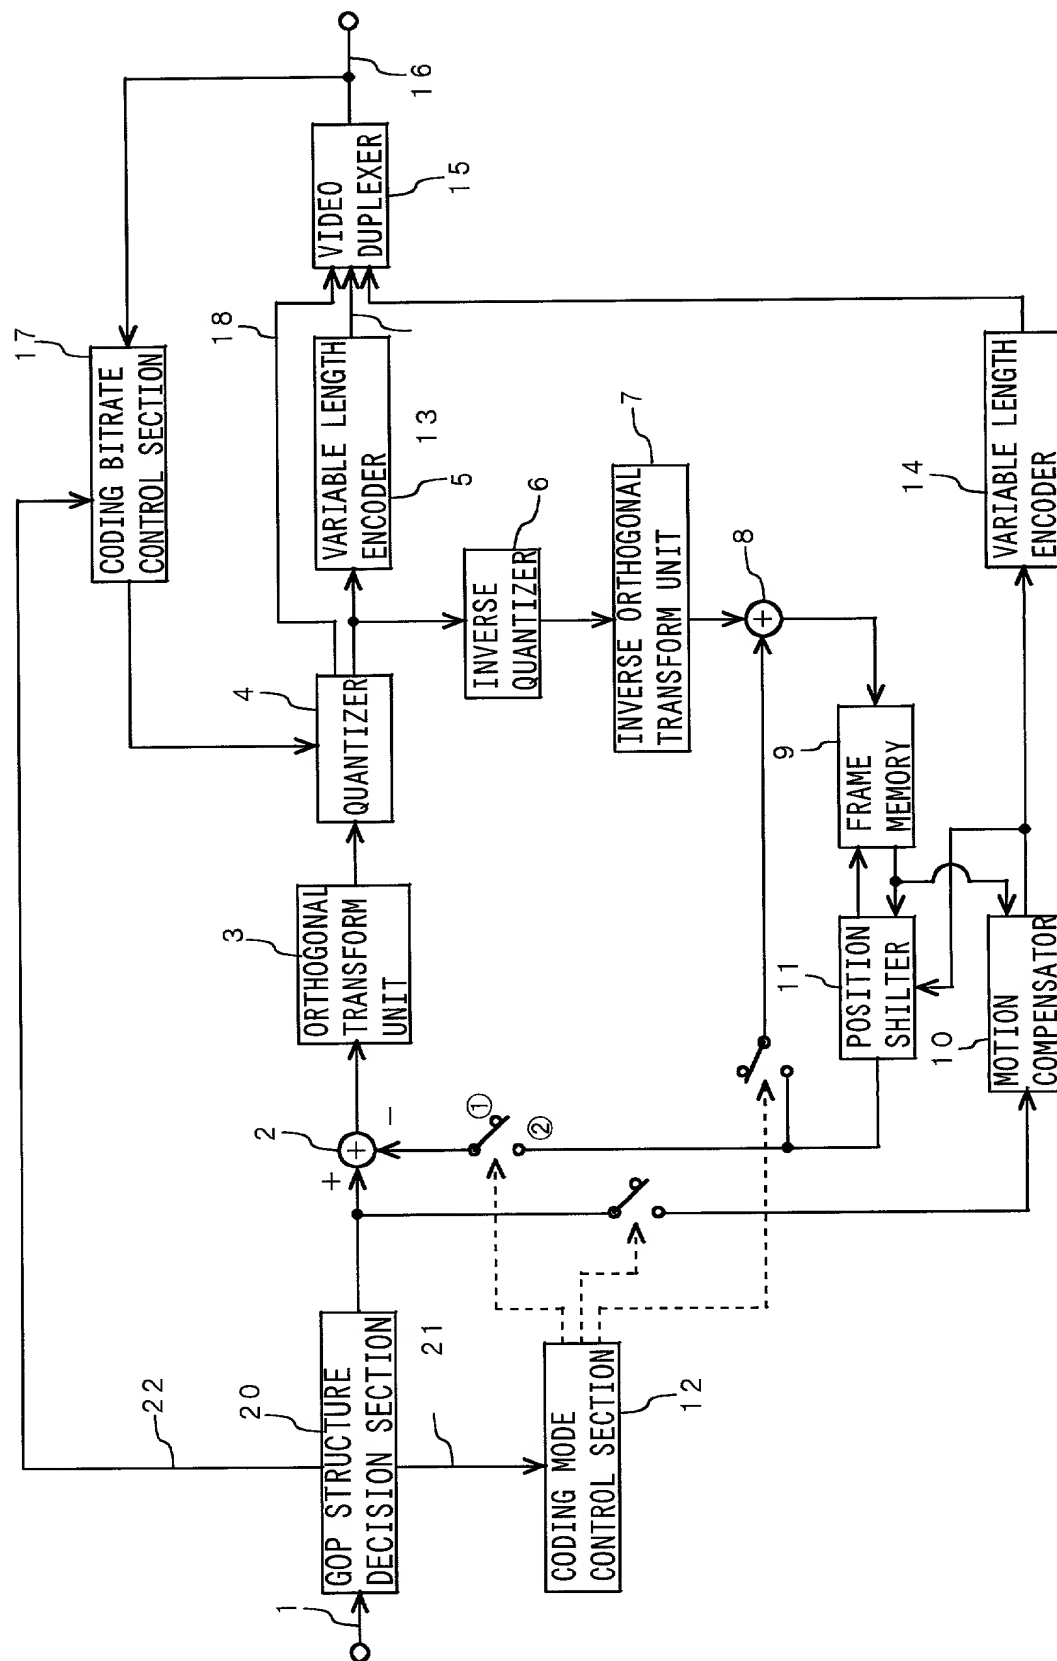 1
GOP STRUCTURE
DECISION SECTION
20
21
22
CODING MODE
CONTROL SECTION
12
+
2
+
−
①
②
3
ORTHOGONAL
TRANSFORM
UNIT
4
QUANTIZER
17
CODING BITRATE
CONTROL SECTION
18
VARIABLE LENGTH
ENCODER
5
13
VIDEO
DUPLEXER
15
16
INVERSE
QUANTIZER
6
INVERSE ORTHOGONAL
TRANSFORM UNIT
7
+
8
9
FRAME
MEMORY
11
POSITION
SHILTER
10
MOTION
COMPENSATOR
14
VARIABLE LENGTH
ENCODER